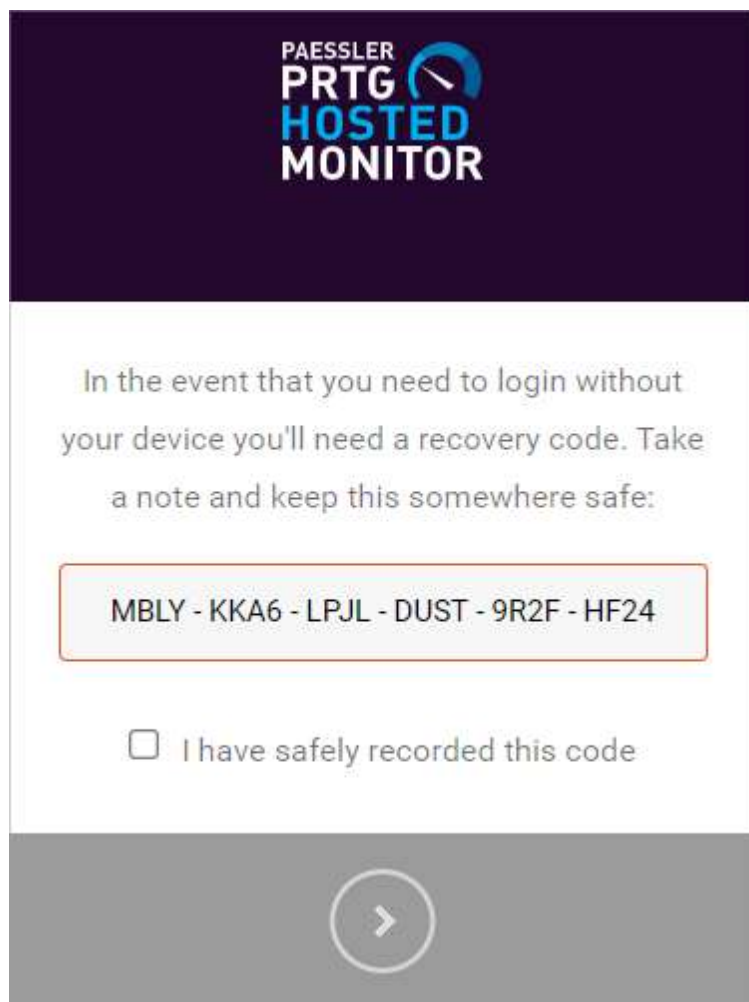 PAESSLER
PRTG
HOSTED
MONITOR
In the event that you need to login without
your device you'll need a recovery code. Take
a note and keep this somewhere safe:
MBLY - KKA6 - LPJL - DUST - 9R2F - HF24
I have safely recorded this code